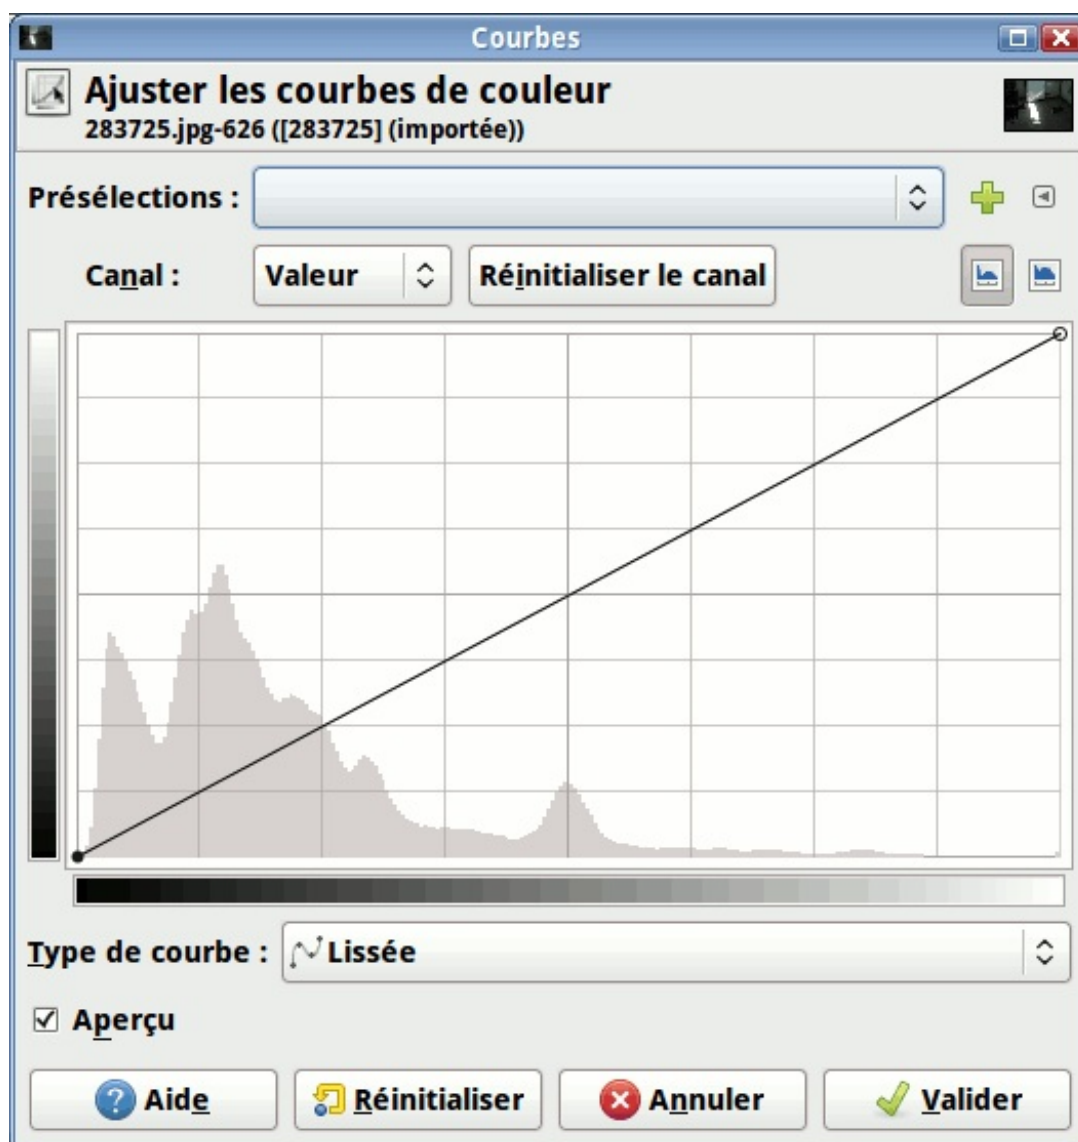 Courbes
Ajuster les courbes de couleur
283725.jpg-626 ([283725] (importée))
Présélections :
Canal : Valeur Réinitialiser le canal
Type de courbe : Lissée
Aperçu
Aide Réinitialiser Annuler Valider